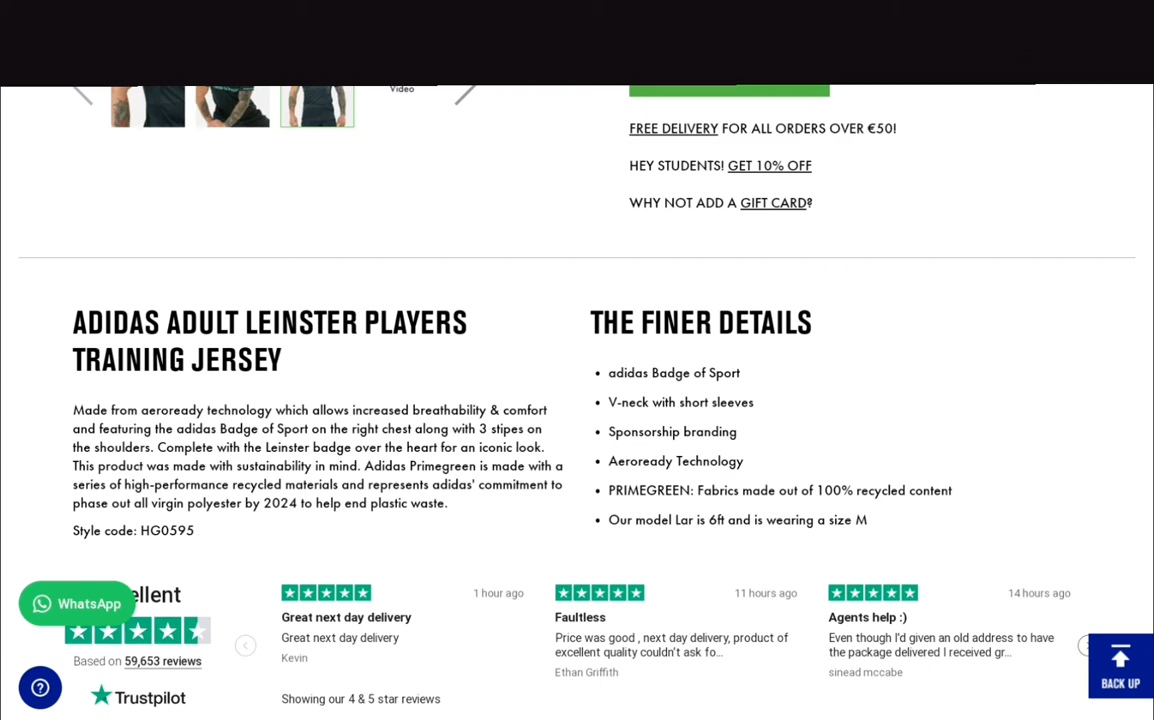 Video
FREE DELIVERY FOR ALL ORDERS OVER €50!
HEY STUDENTS! GET 10% OFF
WHY NOT ADD A GIFT CARD?
ADIDAS ADULT LEINSTER PLAYERS
TRAINING JERSEY
Made from aeroready technology which allows increased breathability & comfort
and featuring the adidas Badge of Sport on the right chest along with 3 stipes on
the shoulders. Complete with the Leinster badge over the heart for an iconic look.
This product was made with sustainability in mind. Adidas Primegreen is made with a
series of high-performance recycled materials and represents adidas' commitment to
phase out all virgin polyester by 2024 to help end plastic waste.
Style code: HG0595
THE FINER DETAILS
• adidas Badge of Sport
• V-neck with short sleeves
• Sponsorship branding
• Aeroready Technology
• PRIMEGREEN: Fabrics made out of 100% recycled content
• Our model Lar is 6ft and is wearing a size M
ellent
WhatsApp
Based on 59,653 reviews
Trustpilot
1 hour ago
Great next day delivery
Great next day delivery
Kevin
11 hours ago
Faultless
Price was good , next day delivery, product of
excellent quality couldn't ask fo...
Ethan Griffith
14 hours ago
Agents help :)
Even though I'd given an old address to have
the package delivered I received gr...
sinead mccabe
Showing our 4 & 5 star reviews
BACK UP